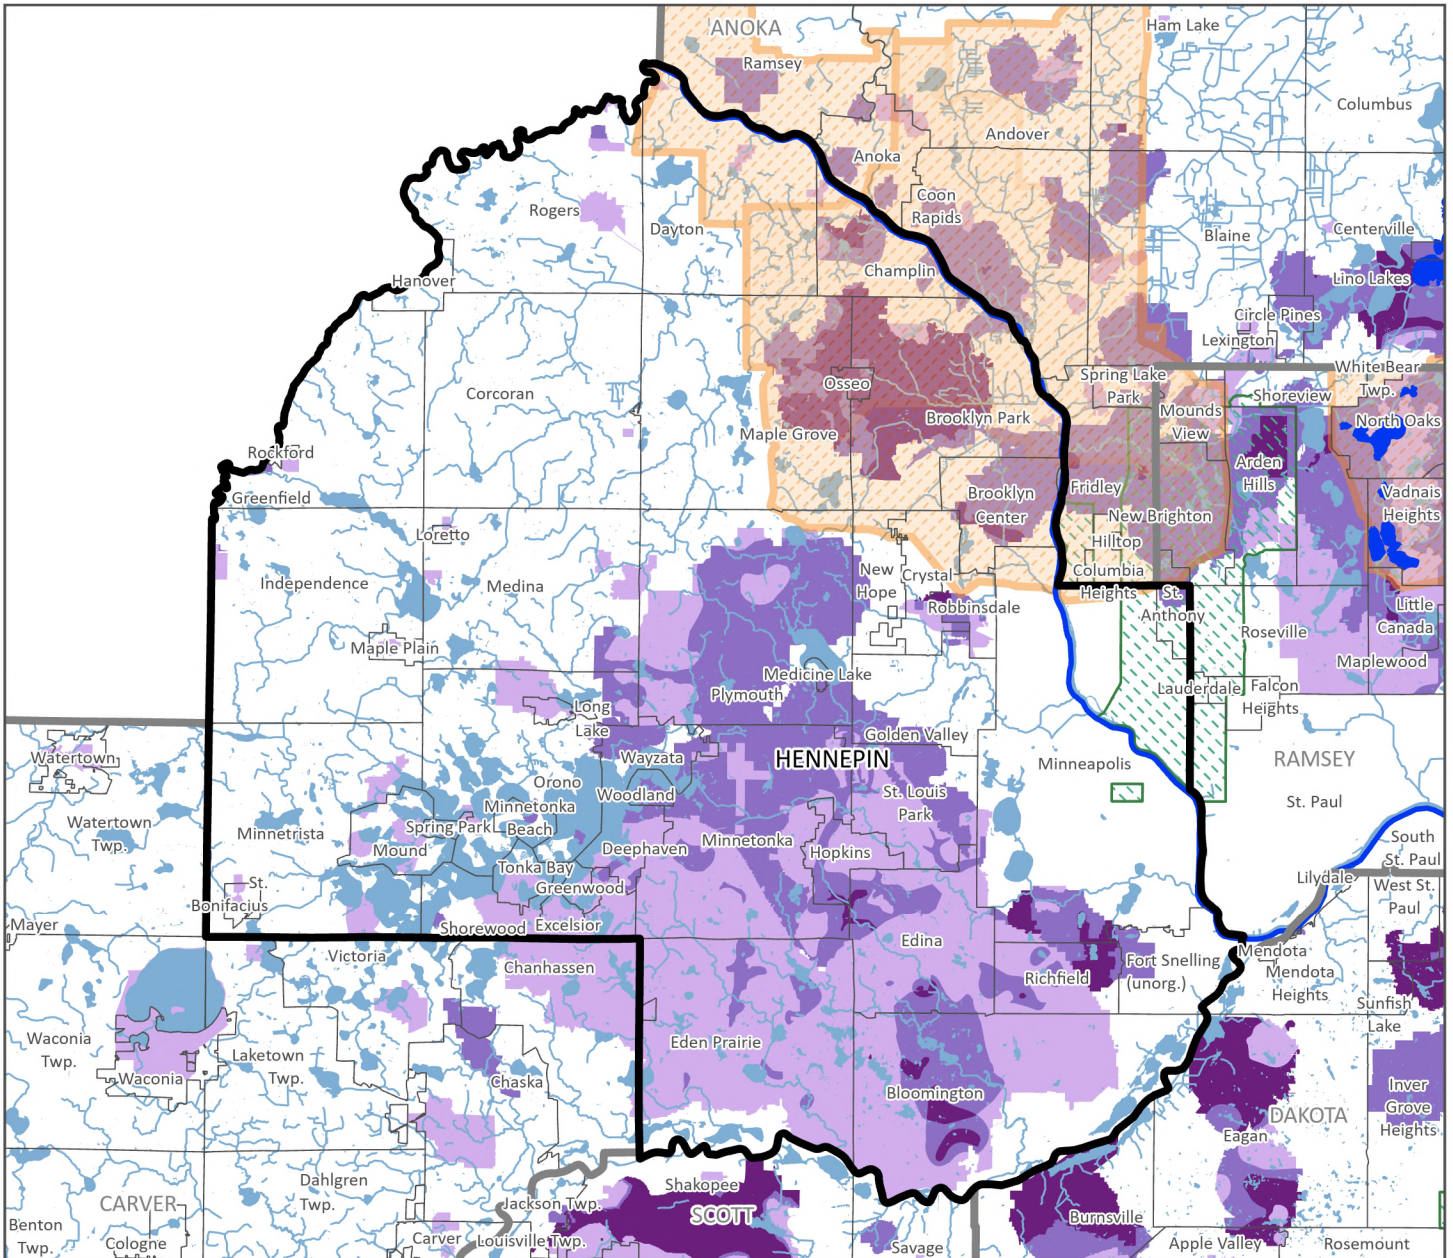 ANOKA
Ham Lake
Ramsey
Columbus
Andover
Anoka
Coon
Rapids
Rogers
Dayton
Blaine
Centerville
Champlin
Hanover
Lino Lakes
Circle Pines
Lexington
White Bear
Twp.
Spring Lake
Park
Osseo
Corcoran
Shoreview
Mounds
View
North Oaks
Brooklyn Park
Maple Grove
Rockford
Arden
Hills
Greenfield
Brooklyn
Center
Fridley
Vadnais
Heights
New Brighton
Loretto
Hilltop
Independence
Medina
New
Hope
Crystal
Columbia
Heights
St.
Anthony
Robbinsdale
Little
Canada
Roseville
Maple Plain
Maplewood
Medicine Lake
Plymouth
Lauderdale
Falcon
Heights
Long
Lake
Golden Valley
Watertown
Wayzata
HENNEPIN
Minneapolis
RAMSEY
Orono
Woodland
St. Louis
Park
St. Paul
Minnetonka
Beach
Watertown
Twp.
Minnetrista
Spring Park
Mound
Deephaven
Minnetonka
Hopkins
South
St. Paul
Tonka Bay
Greenwood
Lilydale
St.
Bonifacius
West St.
Paul
Mayer
Shorewood
Excelsior
Edina
Victoria
Chanhassen
Richfield
Fort Snelling
(unorg.)
Mendota
Mendota
Heights
Sunfish
Lake
Waconia
Twp.
Laketown
Twp.
Eden Prairie
Waconia
Chaska
Bloomington
Inver
Grove
Heights
DAKOTA
Eagan
Dahlgren
Twp.
Shakopee
CARVER
Jackson Twp.
SCOTT
Burnsville
Benton
Twp.
Cologne
Carver
Louisville Twp.
Savage
Apple Valley
Rosemount